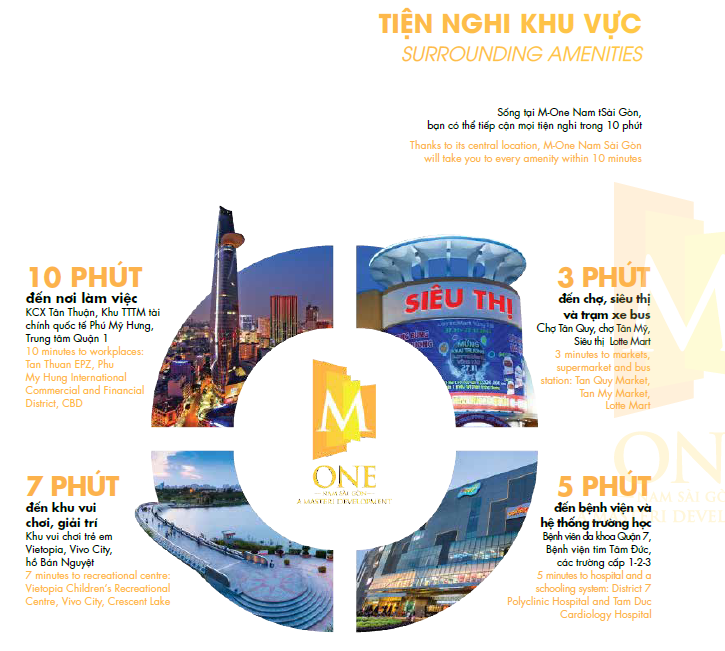 TIỆN NGHI KHU VỰC
SURROUNDING AMENITIES
Sống tại M-One Nam tSài Gòn,
bạn có thể tiếp cận mọi tiện nghi trong 10 phút
Thanks to its central location, M-One Nam Sài Gòn
will take you to every amenity within 10 minutes
10 PHÚT
đến nơi làm việc
KCX Tân Thuận, Khu TTTM tài
chính quốc tế Phú Mỹ Hưng,
Trung tâm Quận 1
10 minutes to workplaces:
Tan Thuan EPZ, Phu
My Hung International
Commercial and Financial
District, CBD
SIÊU THỊ
MỪNG
KHAI TRƯƠNG
3 PHÚT
đến chợ, siêu thị
và trạm xe bus
Chợ Tân Quy, chợ Tân Mỹ,
Siêu thị Lotte Mart
3 minutes to markets,
supermarket and bus
station: Tan Quy Market,
Tan My Market,
Lotte Mart
M
ONE
NAM SÀI GÒN
A MASTERI DEVELOPMENT
M
ON
NAM SÀI GÒ
RI DEVEL
7 PHÚT
đến khu vui
chơi, giải trí
Khu vui chơi trẻ em
Vietopia, Vivo City,
hồ Bán Nguyệt
7 minutes to recreational centre:
Vietopia Children's Recreational
Centre, Vivo City, Crescent Lake
5 PHÚT
đến bệnh viện và
hệ thống trường học
Bệnh viện đa khoa Quận 7,
Bệnh viện tim Tâm Đức,
các trường cấp 1-2-3
5 minutes to hospital and a
schooling system: District 7
Polyclinic Hospital and Tam Duc
Cardiology Hospital